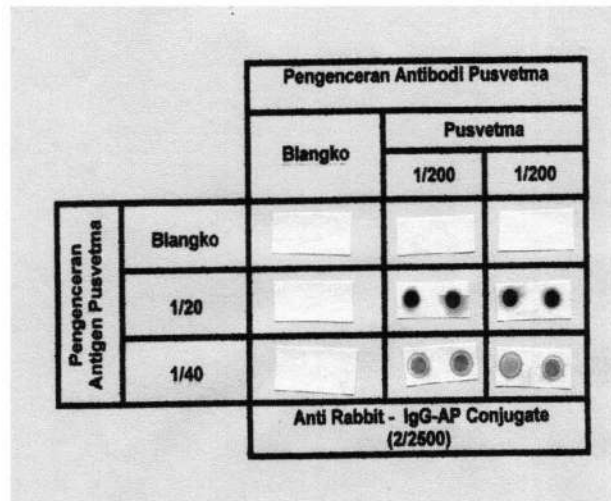 Pengenceran Antibodi Pusvetma
Blangko
Pusvetma
1/200
1/200
Pengenceran
Antigen Pusvetma
Blangko
1/20
1/40
Anti Rabbit - IgG-AP Conjugate
(2/2500)